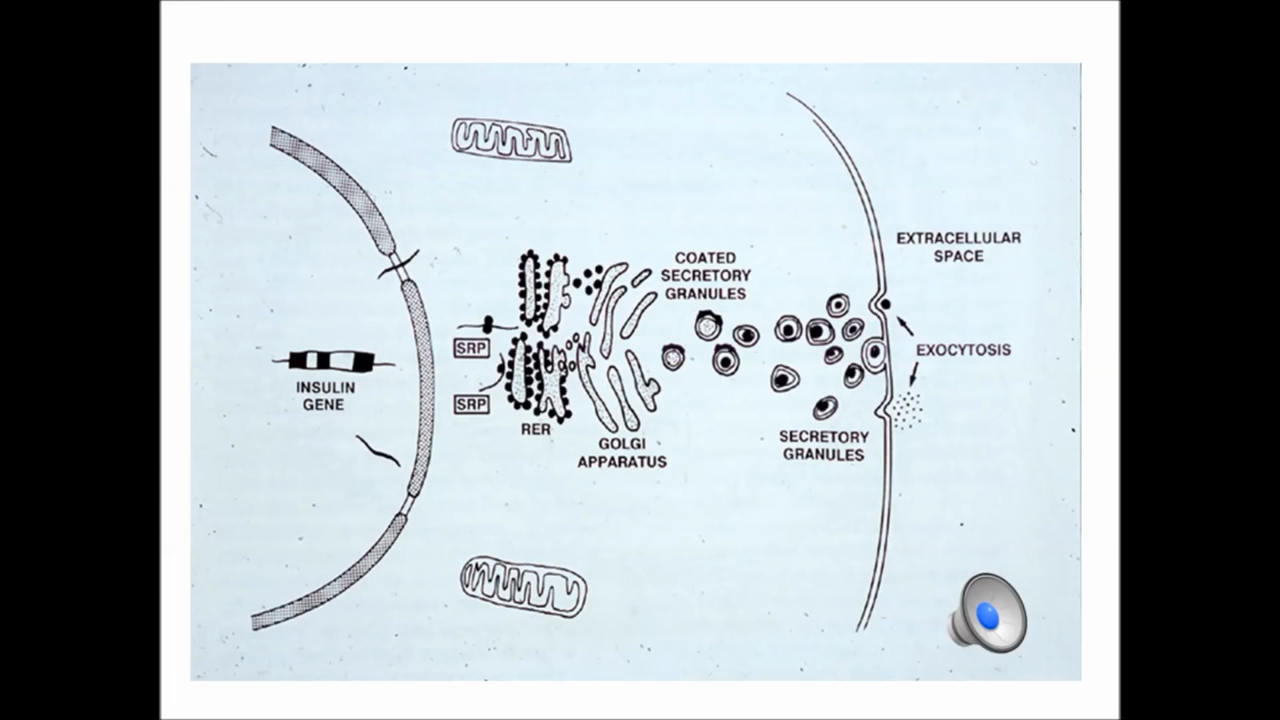 INSULIN
GENE
SRP
SRP
RER
GOLGI
APPARATUS
COATED
SECRETORY
GRANULES
SECRETORY
GRANULES
EXTRACELLULAR
SPACE
EXOCYTOSIS